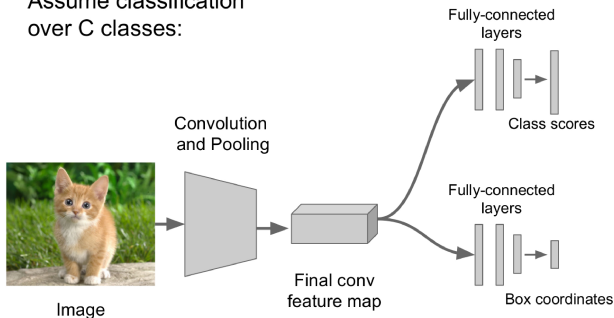 Assume classification
over C classes:
Fully-connected
layers
Class scores
Convolution
and Pooling
Fully-connected
layers
Box coordinates
Final conv
feature map
Image